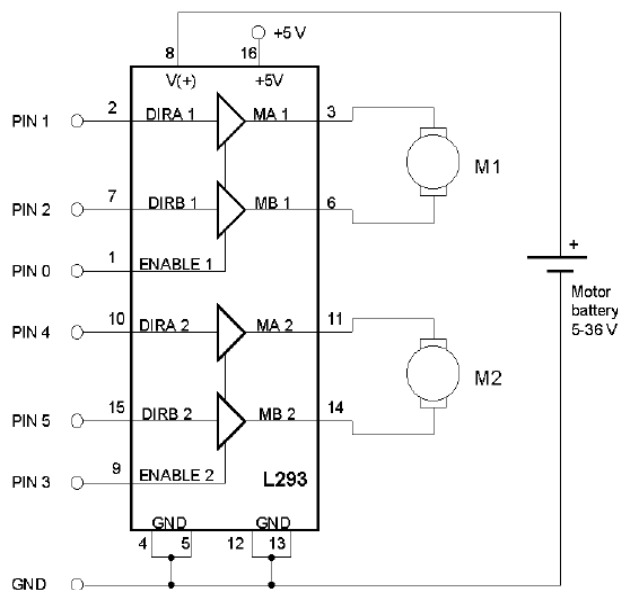 +5 V
8
16
V(+)
+5V
PIN 1
2
DIRA 1
MA 1
3
M1
PIN 2
7
DIRB 1
MB 1
6
PIN 0
1
ENABLE 1
+
Motor
battery
5-36 V
PIN 4
10
DIRA 2
MA 2
11
M2
PIN 5
15
DIRB 2
MB 2
14
PIN 3
9
ENABLE 2
L293
GND
GND
4
5
12
13
GND